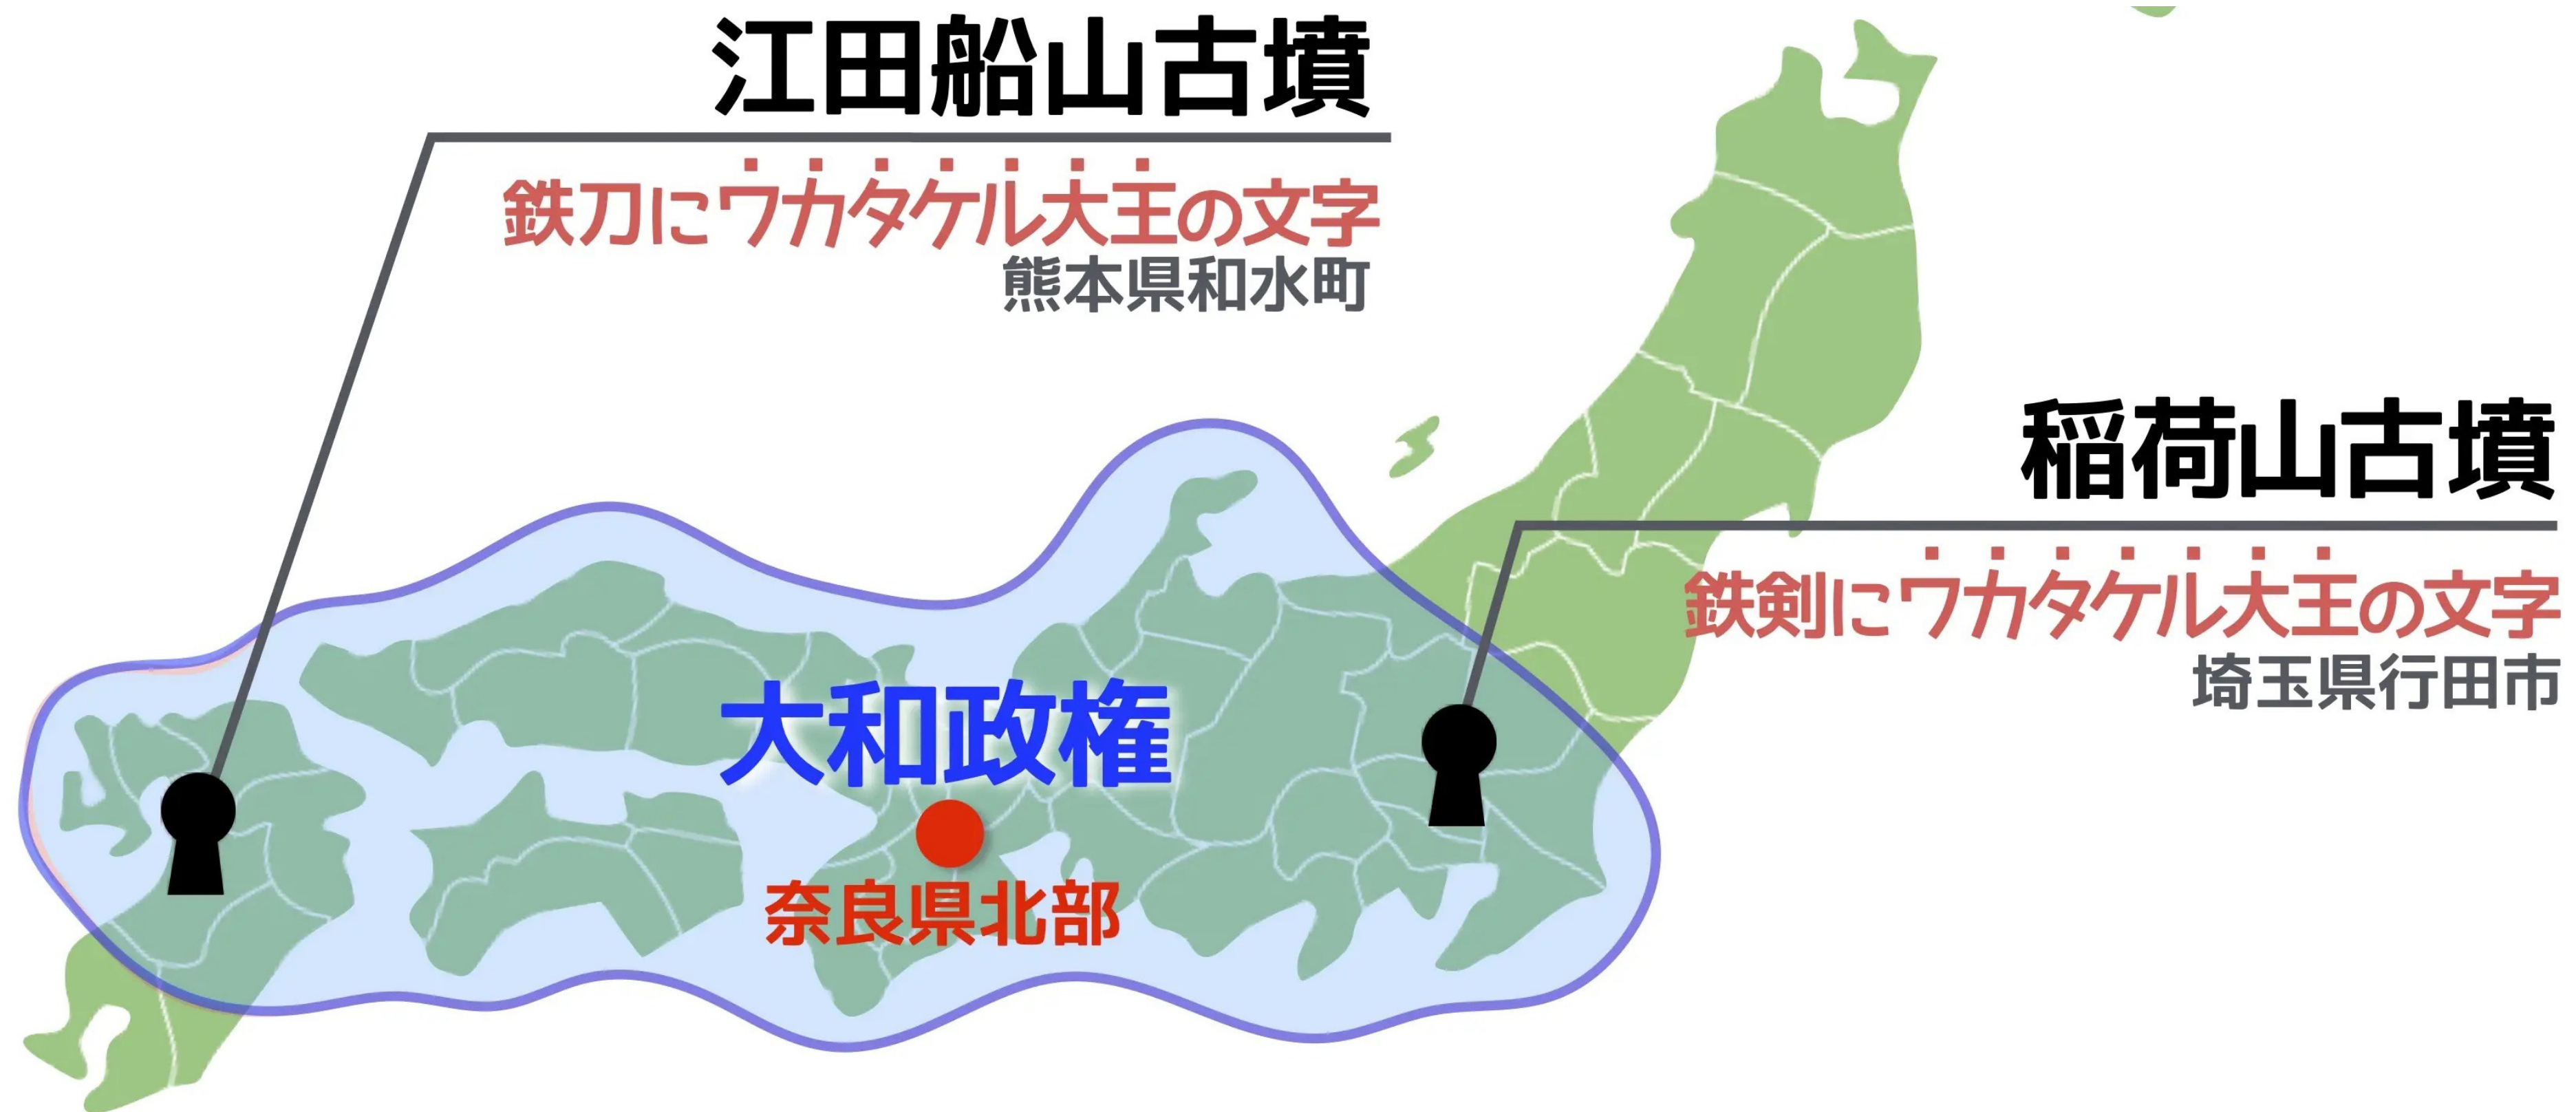 江田船山古墳
鉄刀にワカタケル大王の文字
熊本県和水町
稲荷山古墳
鉄剣にワカタケル大王の文字
埼玉県行田市
大和政権
奈良県北部